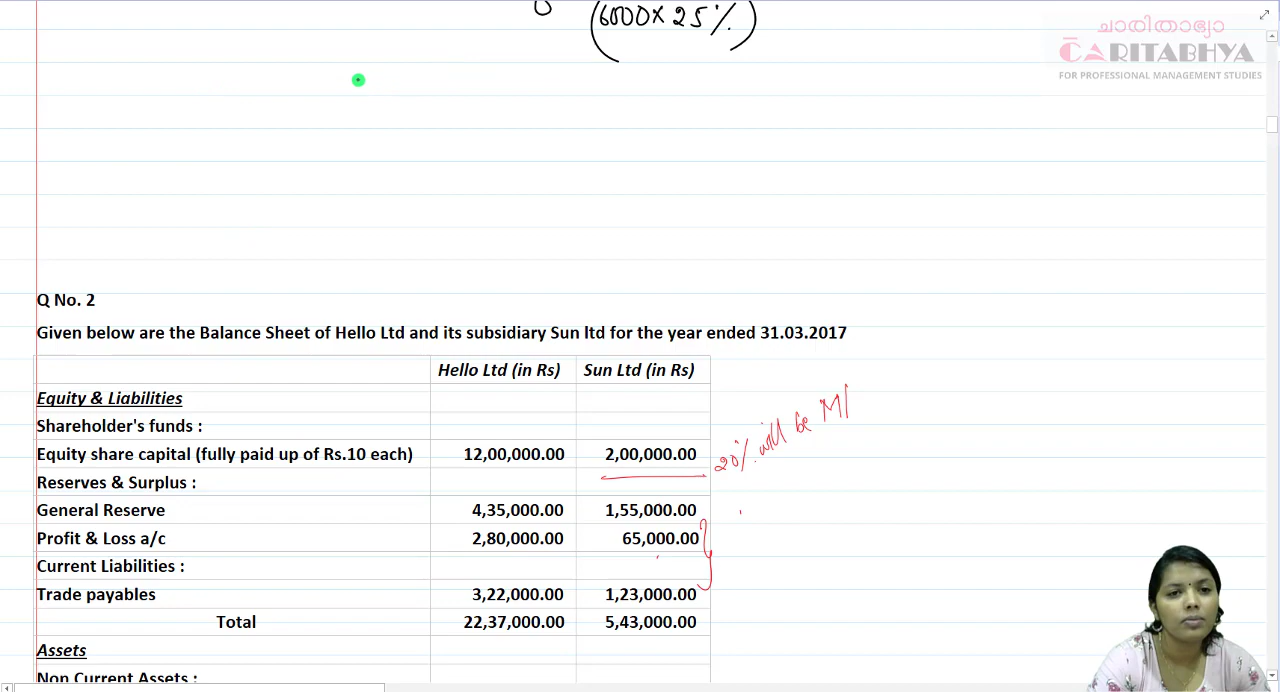 (6000 x 25%)
ചാരിതാഭ്യാ
CARITABHYA
FOR PROFESSIONAL MANAGEMENT STUDIES
Q No. 2
Given below are the Balance Sheet of Hello Ltd and its subsidiary Sun ltd for the year ended 31.03.2017
Hello Ltd (in Rs) Sun Ltd (in Rs)
Equity & Liabilities
Shareholder's funds :
Equity share capital (fully paid up of Rs.10 each) 12,00,000.00 2,00,000.00
20% will be MI
Reserves & Surplus :
General Reserve 4,35,000.00 1,55,000.00
Profit & Loss a/c 2,80,000.00 65,000.00
Current Liabilities :
Trade payables 3,22,000.00 1,23,000.00
Total 22,37,000.00 5,43,000.00
Assets
Non Current Assets :